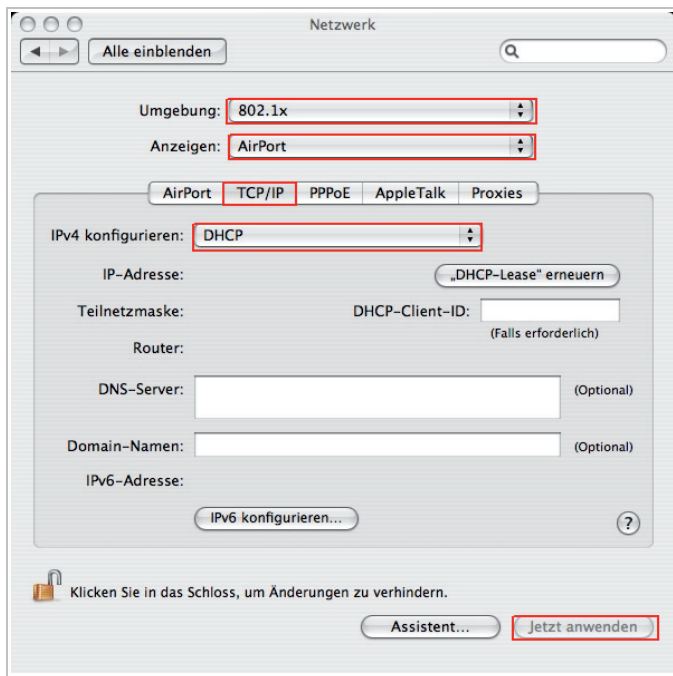 Netzwerk
Alle einblenden
Umgebung: 802.1x
Anzeigen: AirPort
AirPort TCP/IP PPPoE AppleTalk Proxies
IPv4 konfigurieren: DHCP
IP-Adresse: „DHCP-Lease“ erneuern
Teilnetzmaske: DHCP-Client-ID:
(Falls erforderlich)
Router:
DNS-Server: (Optional)
Domain-Namen: (Optional)
IPv6-Adresse:
IPv6 konfigurieren...
?
Klicken Sie in das Schloss, um Änderungen zu verhindern.
Assistent... Jetzt anwenden